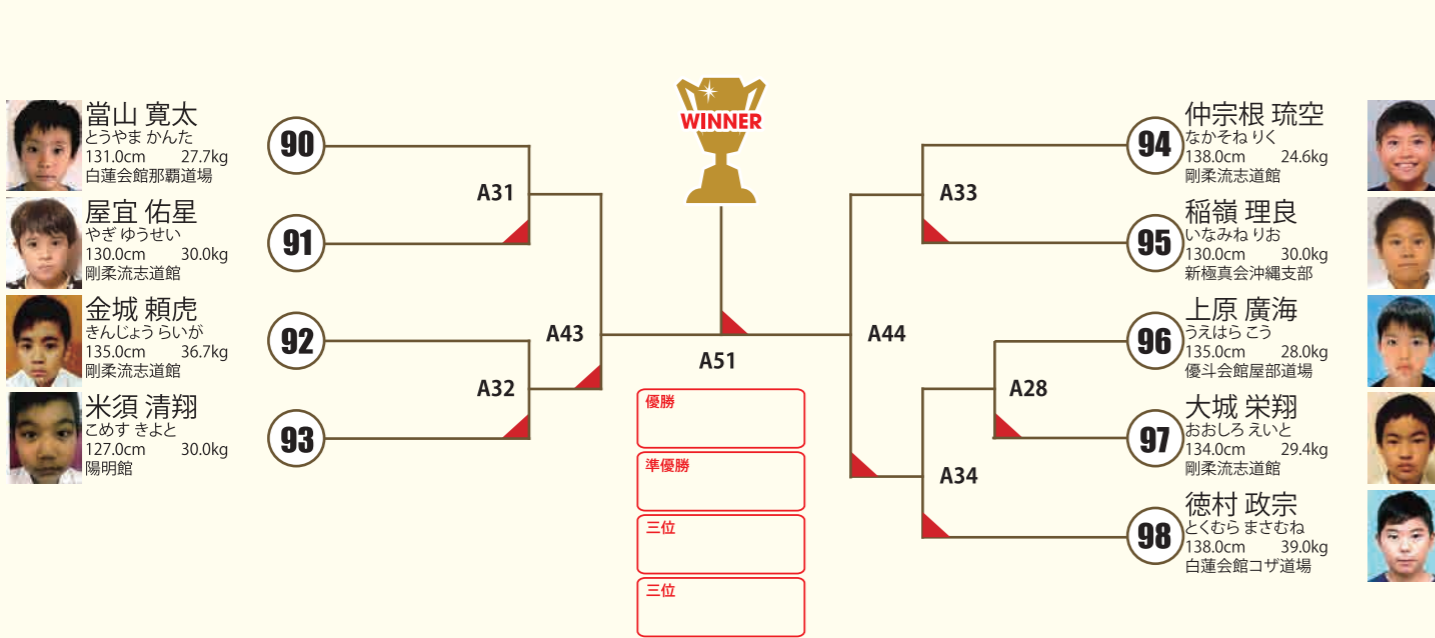 當山 寛太
とうやま かんた
131.0cm 27.7kg
白蓮会館那覇道場
90
屋宜 佑星
やぎ ゆうせい
130.0cm 30.0kg
剛柔流志道館
91
金城 頼虎
きんじょう らいが
135.0cm 36.7kg
剛柔流志道館
92
米須 清翔
こめす きよと
127.0cm 30.0kg
陽明館
93
A31
A32
A43
WINNER
A51
優勝
準優勝
三位
三位
A44
A33
A28
A34
94
仲宗根 琉空
なかそね りく
138.0cm 24.6kg
剛柔流志道館
95
稲嶺 理良
いなみね りお
130.0cm 30.0kg
新極真会沖縄支部
96
上原 廣海
うえはら こう
135.0cm 28.0kg
優斗会館屋部道場
97
大城 栄翔
おおしろ えいと
134.0cm 29.4kg
剛柔流志道館
98
徳村 政宗
とくむら まさむね
138.0cm 39.0kg
白蓮会館コザ道場